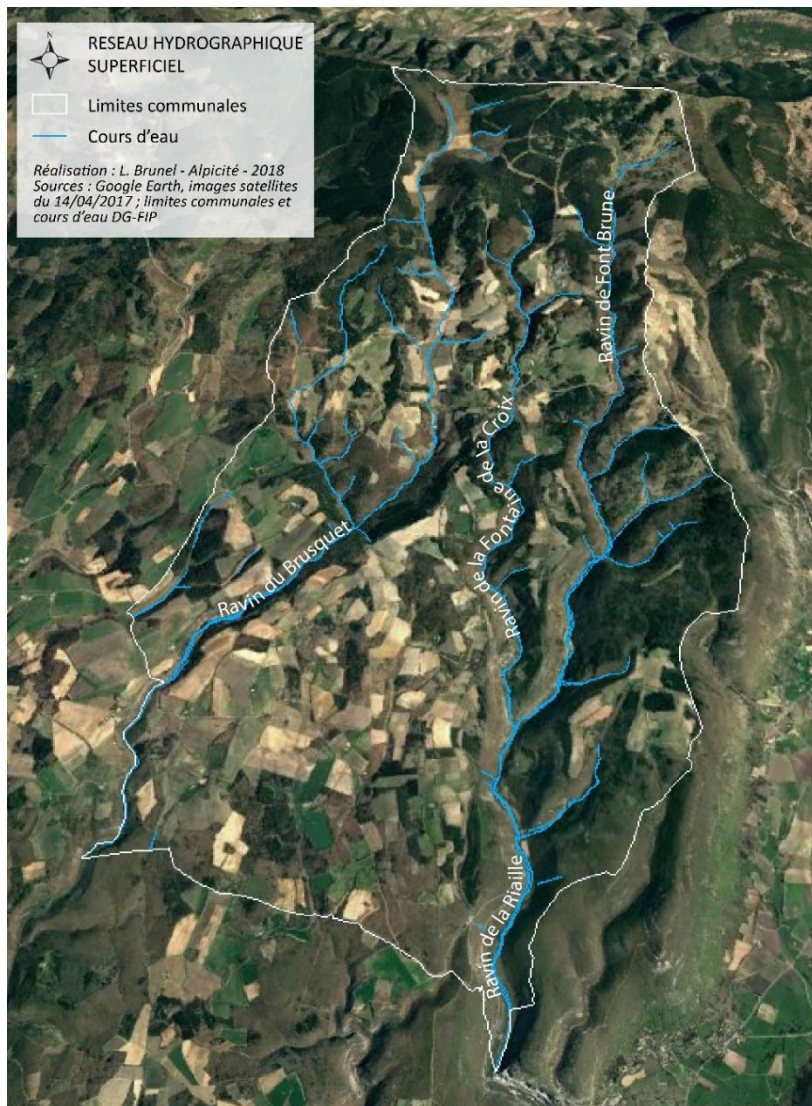 N
RESEAU HYDROGRAPHIQUE
SUPERFICIEL
Limites communales
Cours d'eau
Réalisation : L. Brunel - Alpicité - 2018
Sources : Google Earth, images satellites
du 14/04/2017 ; limites communales et
cours d'eau DG-FIP
Ravin de Font Brune
Ravin de la Fontaine de la Croix
Ravin du Brusquet
Ravin de la Riaille